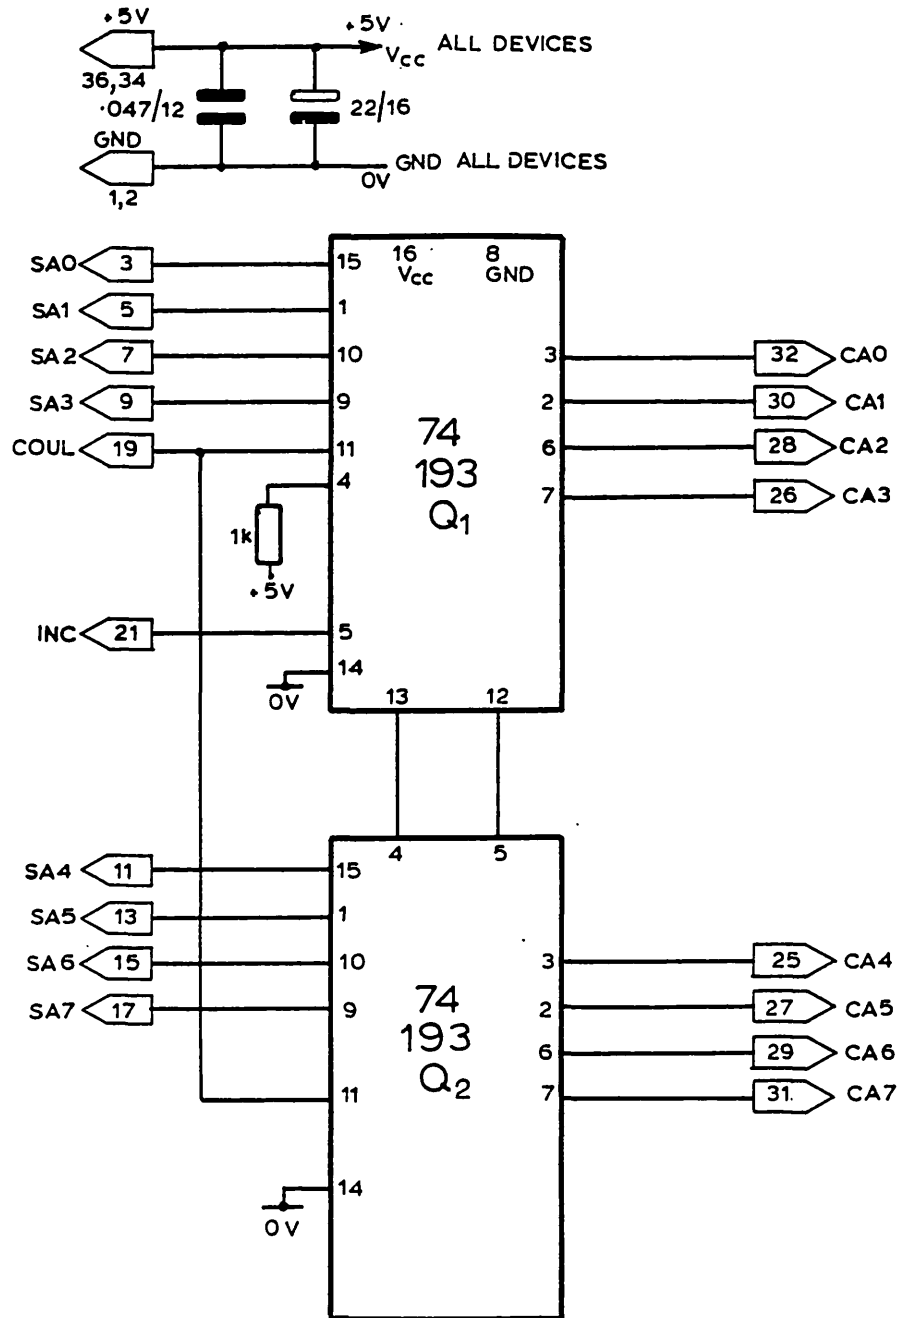 +5V
36,34
+5V
VCC ALL DEVICES
.047/12
22/16
GND
1,2
0V
GND ALL DEVICES
16
VCC
8
GND
SA0 3 15
SA1 5 1
SA2 7 10
SA3 9 9
COUL 19 11
4
1k
+5V
INC 21 5
14
0V
74
193
Q1
3 32 CA0
2 30 CA1
6 28 CA2
7 26 CA3
13 12
4 5
SA4 11 15
SA5 13 1
SA6 15 10
SA7 17 9
11
14
0V
74
193
Q2
3 25 CA4
2 27 CA5
6 29 CA6
7 31. CA7